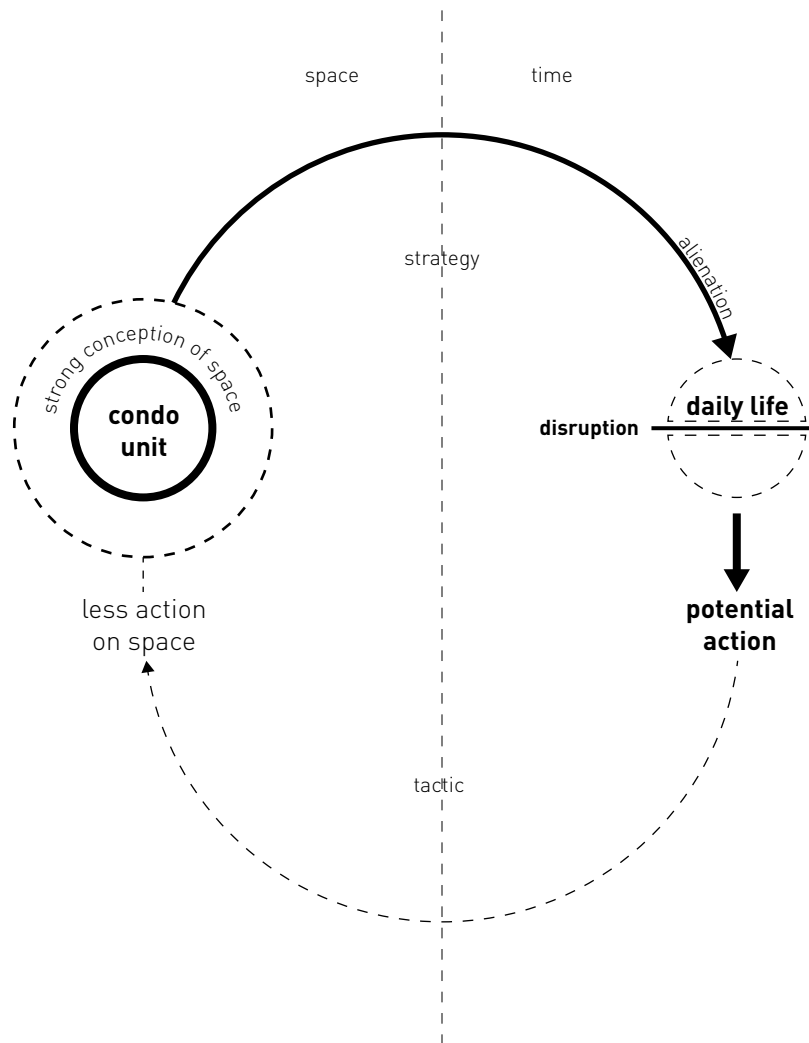 space
time
strategy
alienation
strong conception of space
condo
unit
daily life
disruption
less action
on space
potential
action
tactic